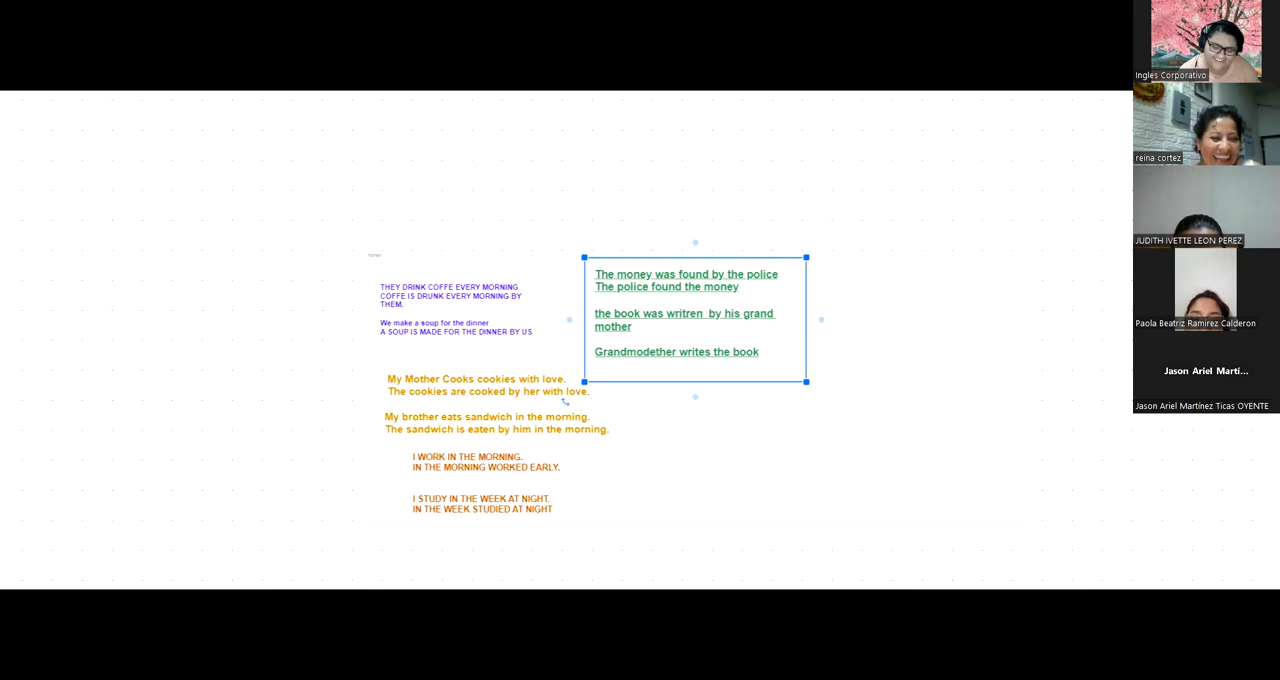 THEY DRINK COFFE EVERY MORNING
COFFE IS DRUNK EVERY MORNING BY
THEM.
We make a soup for the dinner
A SOUP IS MADE FOR THE DINNER BY US
The money was found by the police
The police found the money
the book was writren by his grand
mother
Grandmodether writes the book
My Mother Cooks cookies with love.
The cookies are cooked by her with love.
My brother eats sandwich in the morning.
The sandwich is eaten by him in the morning.
I WORK IN THE MORNING.
IN THE MORNING WORKED EARLY.
I STUDY IN THE WEEK AT NIGHT.
IN THE WEEK STUDIED AT NIGHT
Ingles Corporativo
reina cortez
JUDITH IVETTE LEON PEREZ
Paola Beatriz Ramirez Calderon
Jason Ariel Martí...
Jason Ariel Martínez Ticas OYENTE